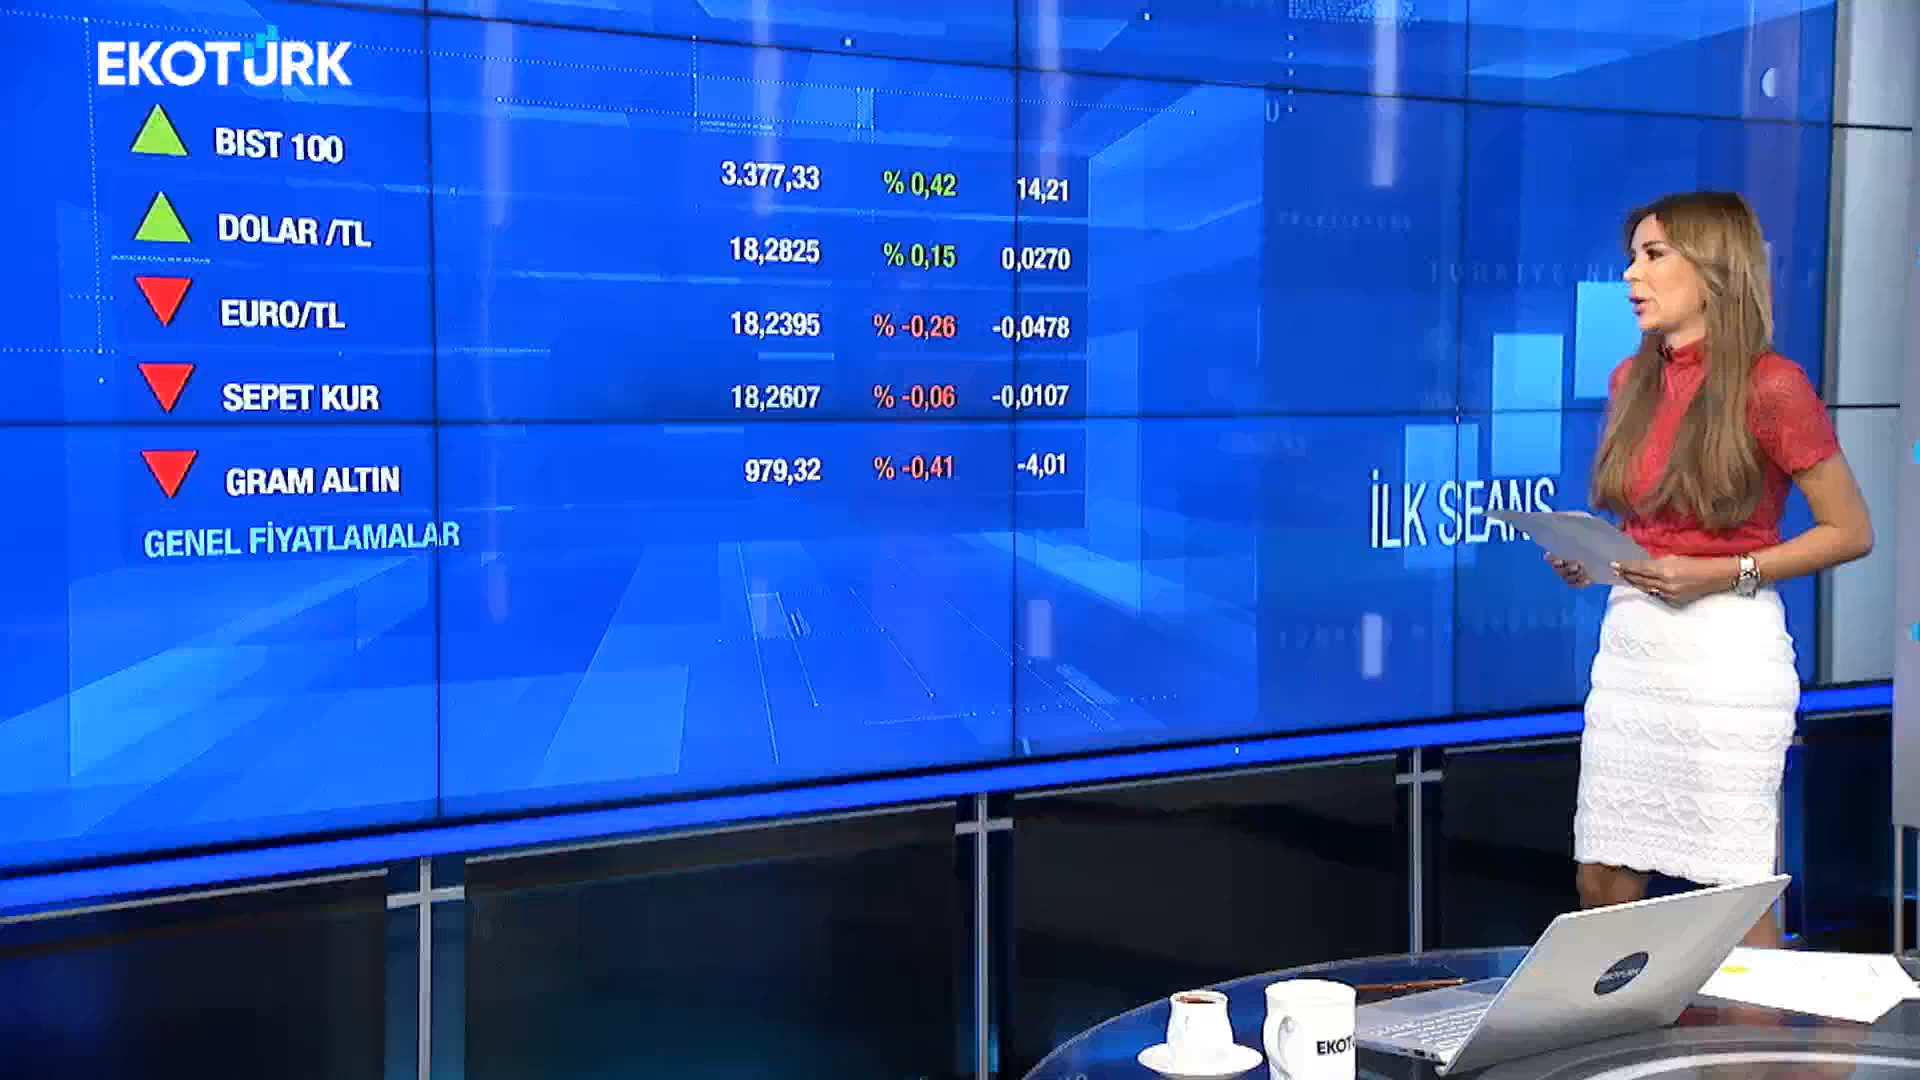 EKOTÜRK
BIST 100 3.377,33 % 0,42 14,21
DOLAR /TL 18,2825 % 0,15 0,0270
EURO/TL 18,2395 % -0,26 -0,0478
SEPET KUR 18,2607 % -0,06 -0,0107
GRAM ALTIN 979,32 % -0,41 -4,01
GENEL FİYATLAMALAR
İLK SEANS
EKOT